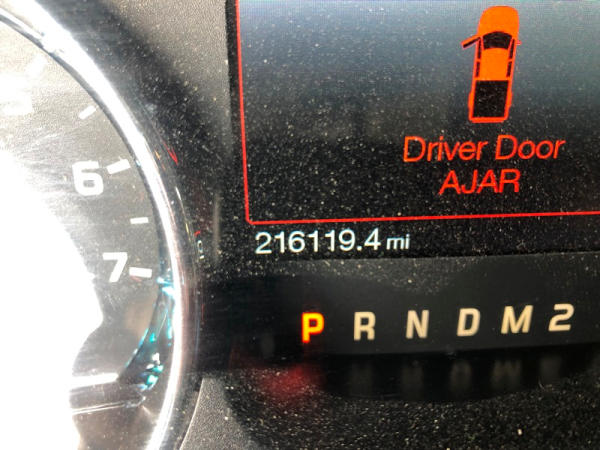 Driver Door
AJAR
6
216119.4 mi
7
P R N D M 2